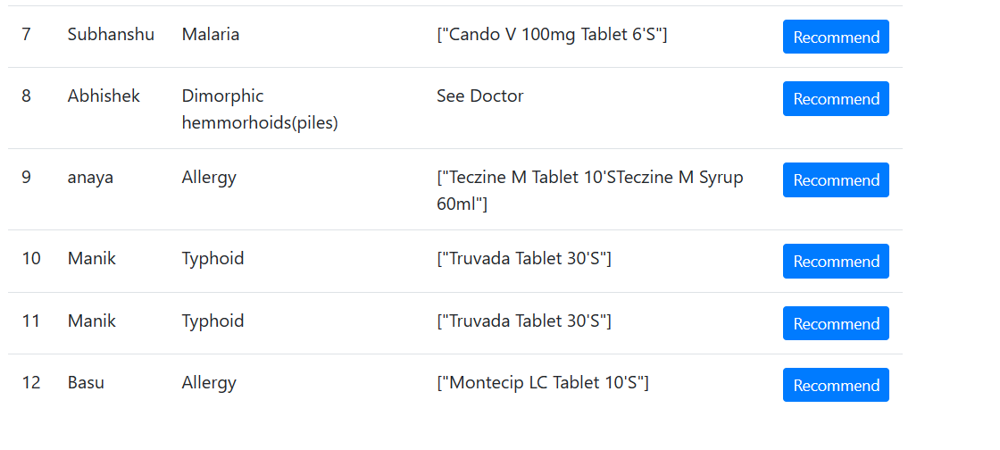 7 Subhanshu Malaria ["Cando V 100mg Tablet 6'S"] Recommend
8 Abhishek Dimorphic See Doctor Recommend
hemmorhoids(piles)
9 anaya Allergy ["Teczine M Tablet 10'STeczine M Syrup Recommend
60ml"]
10 Manik Typhoid ["Truvada Tablet 30'S"] Recommend
11 Manik Typhoid ["Truvada Tablet 30'S"] Recommend
12 Basu Allergy ["Montecip LC Tablet 10'S"] Recommend